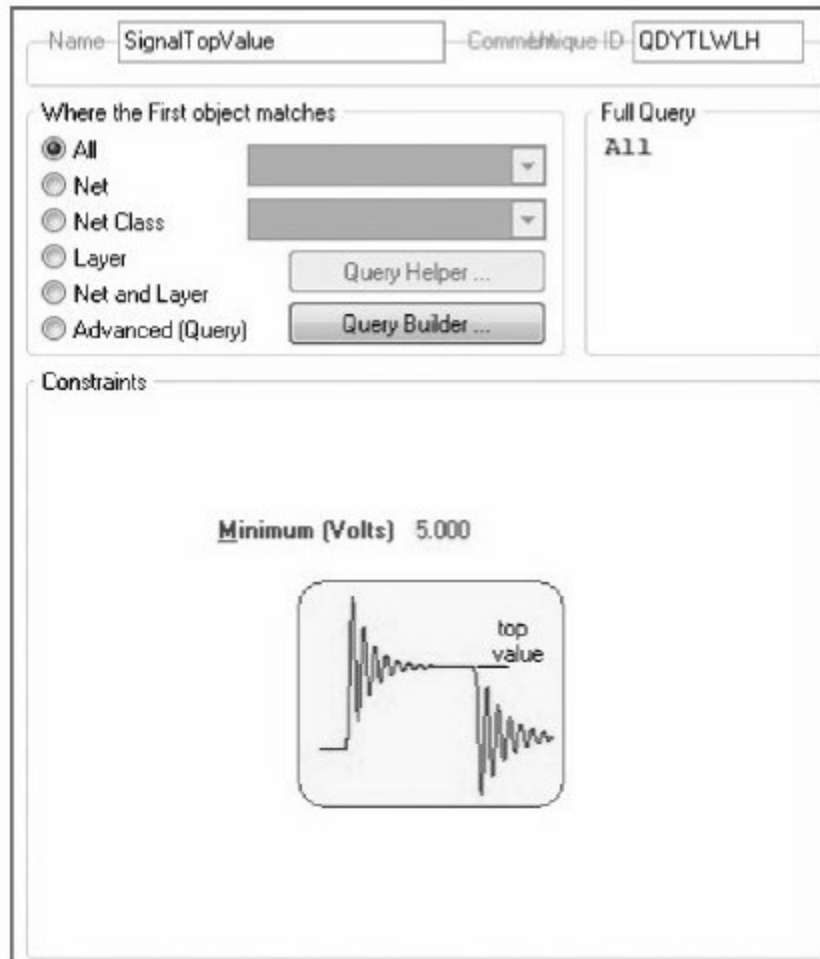 Name SignalTopValue Comment Unique ID QDYTLWLH
Where the First object matches
All
Net
Net Class
Layer
Net and Layer
Advanced (Query)
Query Helper ...
Query Builder ...
Full Query
All
Constraints
Minimum (Volts) 5.000
top
value